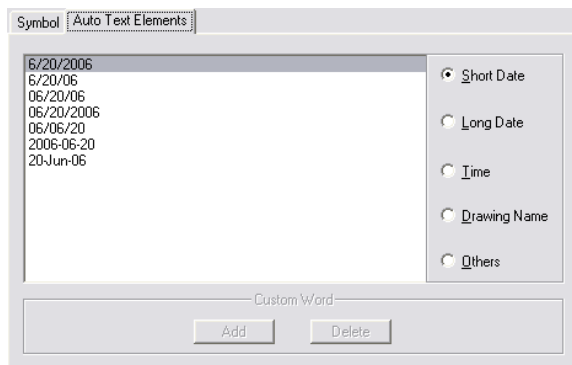 Symbol Auto Text Elements
6/20/2006
6/20/06
06/20/06
06/20/2006
06/06/20
2006-06-20
20-Jun-06
Short Date
Long Date
Time
Drawing Name
Others
Custom Word
Add Delete